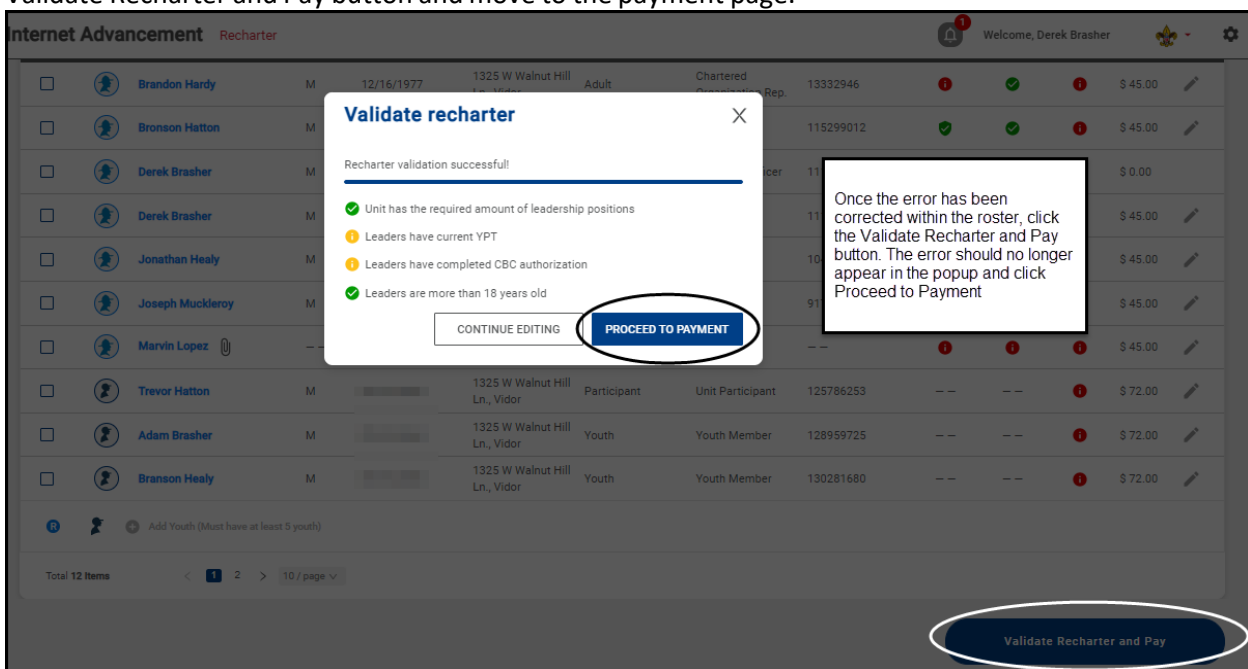 Validate Recharter and Pay button and move to the payment page.
Internet Advancement Recharter 1 Welcome, Derek Brasher
Brandon Hardy M 12/16/1977 1325 W Walnut Hill Ln., Vidor Adult Chartered Organization Rep. 13332946 $ 45.00
Bronson Hatton M 115299012 $ 45.00
Derek Brasher M 11 $ 0.00
Derek Brasher M 11 $ 45.00
Jonathan Healy M 10 $ 45.00
Joseph Muckleroy M 91 $ 45.00
Marvin Lopez -- -- $ 45.00
Validate recharter
Recharter validation successful!
Unit has the required amount of leadership positions
Leaders have current YPT
Leaders have completed CBC authorization
Leaders are more than 18 years old
CONTINUE EDITING PROCEED TO PAYMENT
Once the error has been
corrected within the roster, click
the Validate Recharter and Pay
button. The error should no longer
appear in the popup and click
Proceed to Payment
Trevor Hatton M 1325 W Walnut Hill Ln., Vidor Participant Unit Participant 125786253 -- -- $ 72.00
Adam Brasher M 1325 W Walnut Hill Ln., Vidor Youth Youth Member 128959725 -- -- $ 72.00
Branson Healy M 1325 W Walnut Hill Ln., Vidor Youth Youth Member 130281680 -- -- $ 72.00
R Add Youth (Must have at least 5 youth)
Total 12 Items < 1 2 > 10 / page
Validate Recharter and Pay